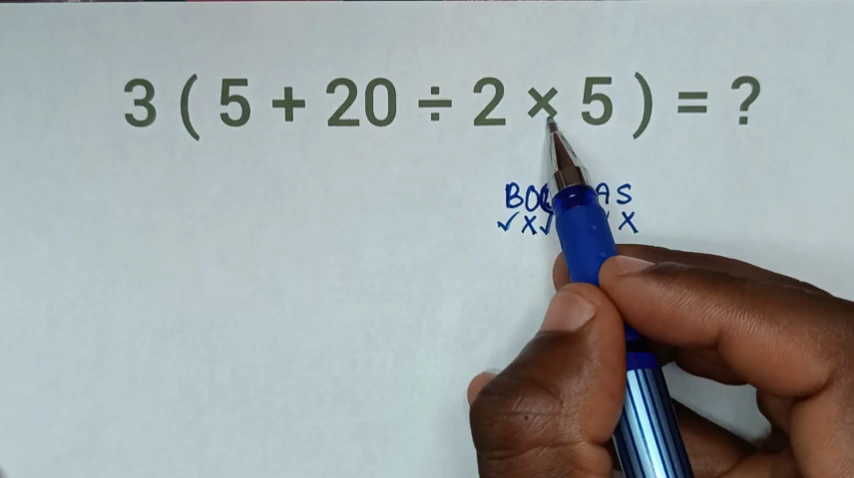 3 ( 5 + 20 ÷ 2 × 5 ) = ?
✓ X ✓ X